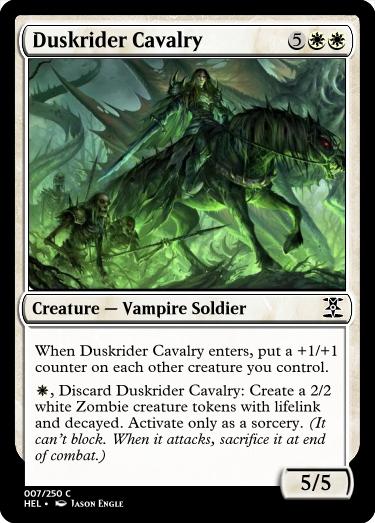 Duskrider Cavalry 5
Creature — Vampire Soldier
When Duskrider Cavalry enters, put a +1/+1
counter on each other creature you control.
, Discard Duskrider Cavalry: Create a 2/2
white Zombie creature tokens with lifelink
and decayed. Activate only as a sorcery. (It
can't block. When it attacks, sacrifice it at end
of combat.)
5/5
007/250 C
HEL • Jason Engle